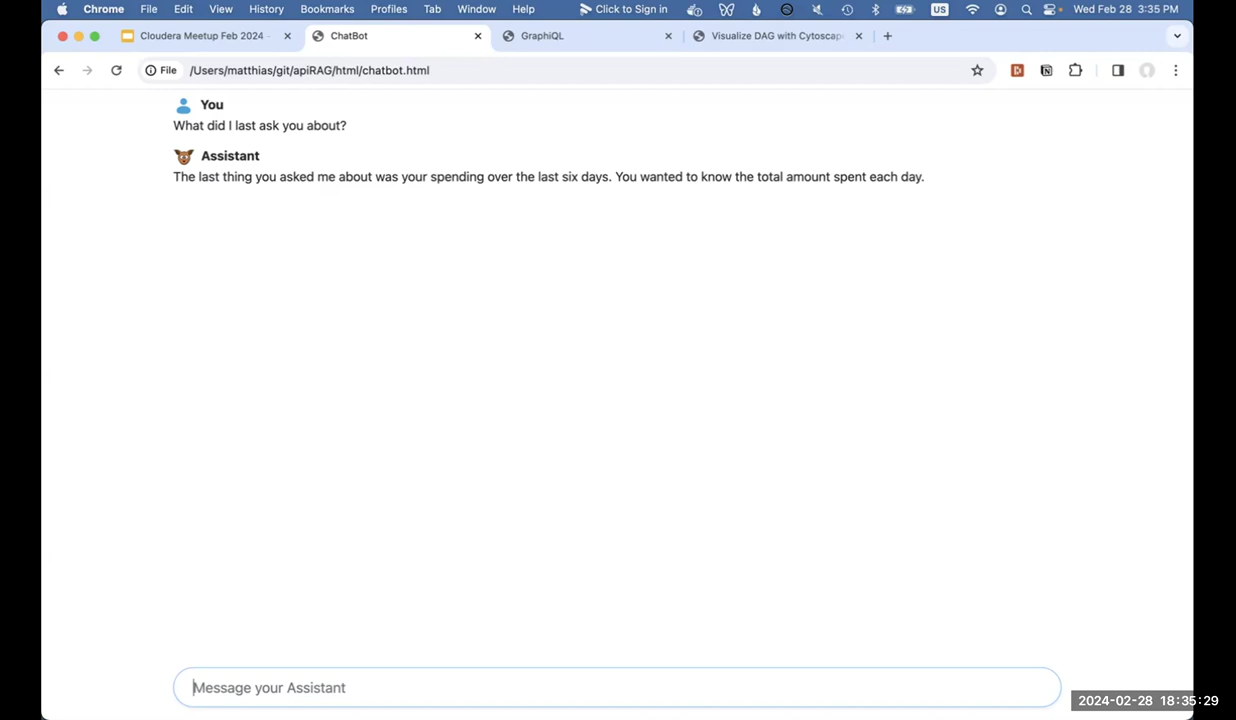 Chrome File Edit View History Bookmarks Profiles Tab Window Help Click to Sign in US Wed Feb 28 3:35 PM
Cloudera Meetup Feb 2024 - ChatBot GraphiQL Visualize DAG with Cytoscape
File /Users/matthias/git/apiRAG/html/chatbot.html
You
What did I last ask you about?
Assistant
The last thing you asked me about was your spending over the last six days. You wanted to know the total amount spent each day.
Message your Assistant
2024-02-28 18:35:29